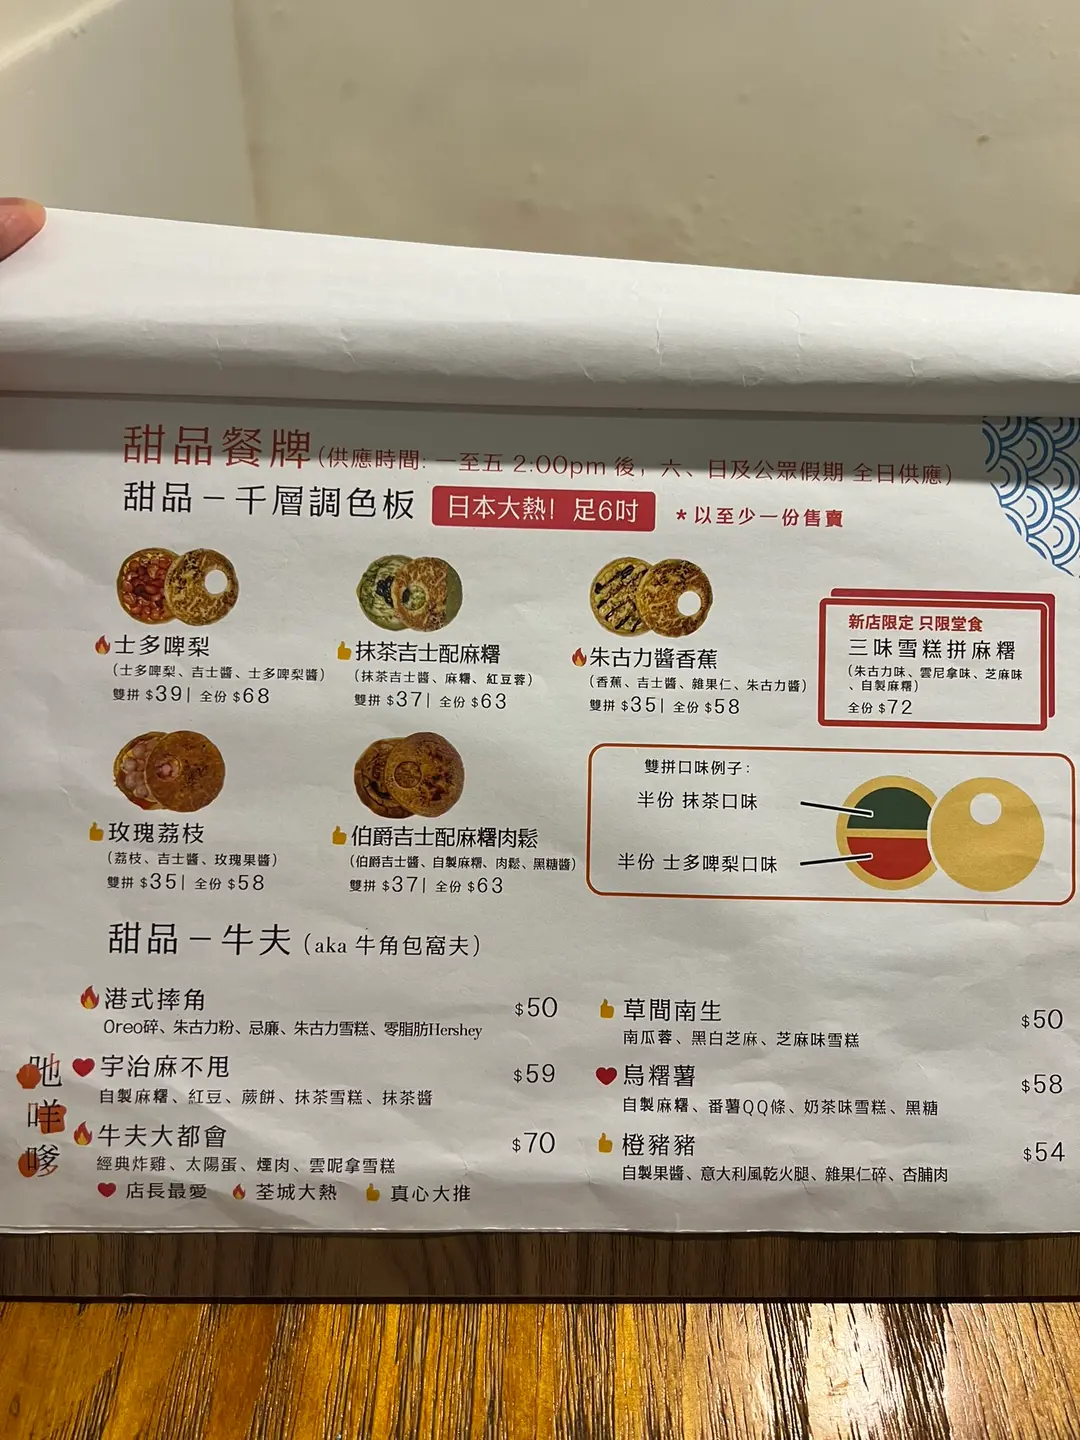 甜品餐牌(供應時間: 一至五 2:00pm 後，六、日及公眾假期 全日供應)
甜品－千層調色板 日本大熱! 足6吋 *以至少一份售賣
士多啤梨
(士多啤梨、吉士醬、士多啤梨醬)
雙拼 $39| 全份 $68
抹茶吉士配麻糬
(抹茶吉士醬、麻糬、紅豆蓉)
雙拼 $37| 全份 $63
朱古力醬香蕉
(香蕉、吉士醬、雜果仁、朱古力醬)
雙拼 $35| 全份 $58
新店限定 只限堂食
三味雪糕拼麻糬
(朱古力味、雲尼拿味、芝麻味
、自製麻糬)
全份 $72
玫瑰荔枝
(荔枝、吉士醬、玫瑰果醬)
雙拼 $35| 全份 $58
伯爵吉士配麻糬肉鬆
(伯爵吉士醬、自製麻糬、肉鬆、黑糖醬)
雙拼 $37| 全份 $63
雙拼口味例子:
半份 抹茶口味
半份 士多啤梨口味
甜品－牛夫(aka 牛角包窩夫)
港式摔角 $50
Oreo碎、朱古力粉、忌廉、朱古力雪糕、零脂肪Hershey
宇治麻不甩 $59
自製麻糬、紅豆、蕨餅、抹茶雪糕、抹茶醬
牛夫大都會 $70
經典炸雞、太陽蛋、煙肉、雲呢拿雪糕
草間南生 $50
南瓜蓉、黑白芝麻、芝麻味雪糕
烏糬薯 $58
自製麻糬、番薯QQ條、奶茶味雪糕、黑糖
橙豬豬 $54
自製果醬、意大利風乾火腿、雜果仁碎、杏脯肉
店長最愛 荃城大熱 真心大推
吔
咩
嗲